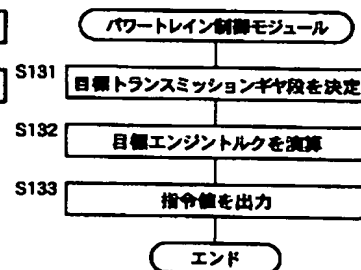 パワートレイン制御モジュール
S131
目標トランスミッションギヤ段を決定
S132
目標エンジントルクを演算
S133
指令値を出力
エンド